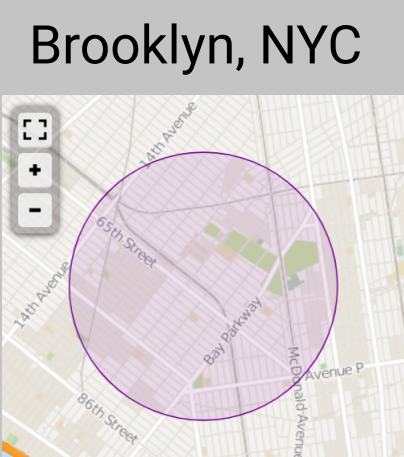 Brooklyn, NYC
14th Avenue
+
-
65th Street
14th Avenue
Bay Parkway
McDonald Avenue
Avenue P
86th Street